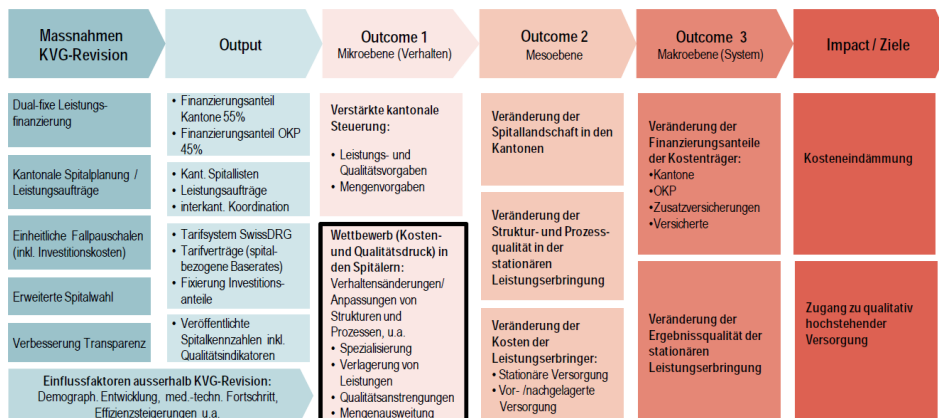 Massnahmen
KVG-Revision
Output
Outcome 1
Mikroebene (Verhalten)
Outcome 2
Mesoebene
Outcome 3
Makroebene (System)
Impact / Ziele
Dual-fixe Leistungs-
finanzierung
Kantonale Spitalplanung /
Leistungsaufträge
Einheitliche Fallpauschalen
(inkl. Investitionskosten)
Erweiterte Spitalwahl
Verbesserung Transparenz
• Finanzierungsanteil
Kantone 55%
• Finanzierungsanteil OKP
45%
• Kant. Spitallisten
• Leistungsaufträge
• interkant. Koordination
• Tarifsystem SwissDRG
• Tarifverträge (spital-
bezogene Baserates)
• Fixierung Investitions-
anteile
• Veröffentlichte
Spitalkennzahlen inkl.
Qualitätsindikatoren
Einflussfaktoren ausserhalb KVG-Revision:
Demograph. Entwicklung, med.-techn. Fortschritt,
Effizienzsteigerungen u.a.
Verstärkte kantonale
Steuerung:
• Leistungs- und
Qualitätsvorgaben
• Mengenvorgaben
Wettbewerb (Kosten-
und Qualitätsdruck) in
den Spitälern:
Verhaltensänderungen/
Anpassungen von
Strukturen und
Prozessen, u.a.
• Spezialisierung
• Verlagerung von
Leistungen
• Qualitätsanstrengungen
• Mengenausweitung
Veränderung der
Spitallandschaft in den
Kantonen
Veränderung der
Struktur- und Prozess-
qualität in der
stationären
Leistungserbringung
Veränderung der
Kosten der
Leistungserbringer:
• Stationäre Versorgung
• Vor- /nachgelagerte
Versorgung
Veränderung der
Finanzierungsanteile
der Kostenträger:
•Kantone
•OKP
•Zusatzversicherungen
•Versicherte
Veränderung der
Ergebnisqualität der
stationären
Leistungserbringung
Kosteneindämmung
Zugang zu qualitativ
hochstehender
Versorgung